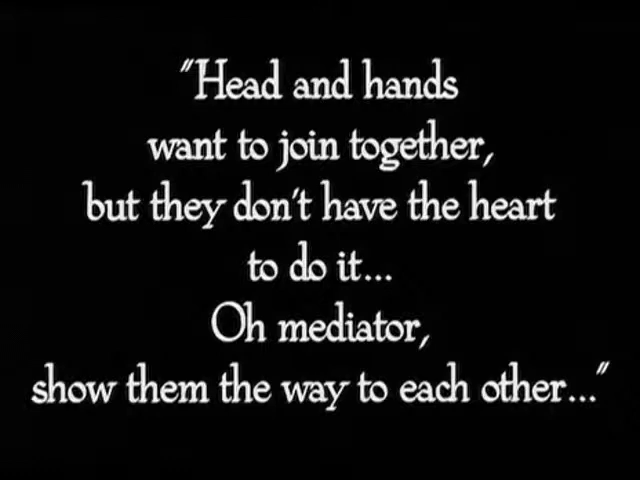 "Head and hands
want to join together,
but they don't have the heart
to do it...
Oh mediator,
show them the way to each other..."